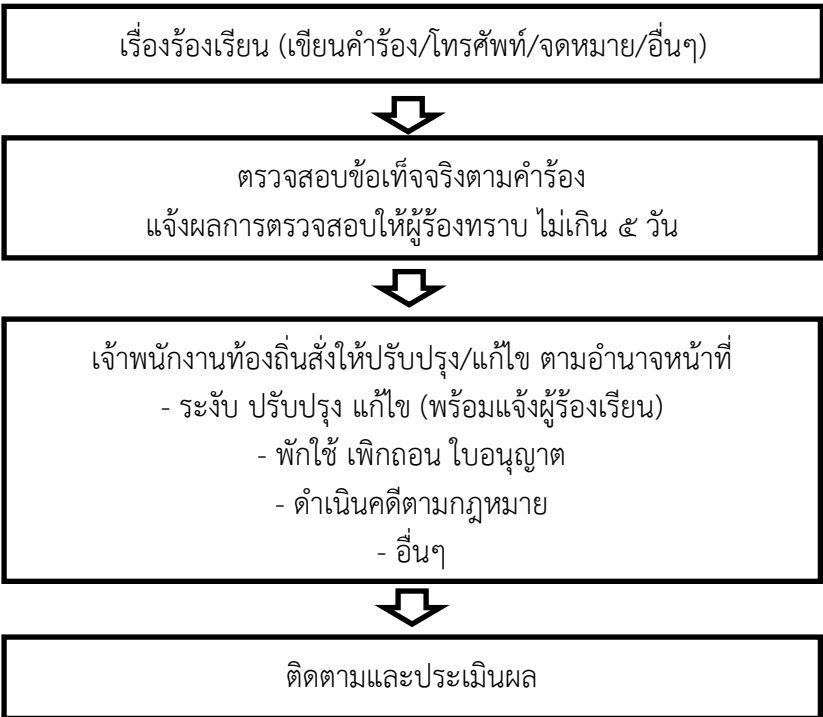 เรื่องร้องเรียน (เขียนคำร้อง/โทรศัพท์/จดหมาย/อื่นๆ)
ตรวจสอบข้อเท็จจริงตามคำร้อง
แจ้งผลการตรวจสอบให้ผู้ร้องทราบ ไม่เกิน ๕ วัน
เจ้าพนักงานท้องถิ่นสั่งให้ปรับปรุง/แก้ไข ตามอำนาจหน้าที่
- ระงับ ปรับปรุง แก้ไข (พร้อมแจ้งผู้ร้องเรียน)
- พักใช้ เพิกถอน ใบอนุญาต
- ดำเนินคดีตามกฎหมาย
- อื่นๆ
ติดตามและประเมินผล